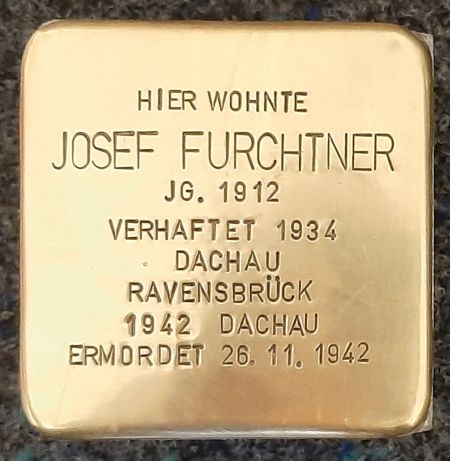 HIER WOHNTE
JOSEF FURCHTNER
JG. 1912
VERHAFTET 1934
DACHAU
RAVENSBRÜCK
1942 DACHAU
ERMORDET 26. 11. 1942